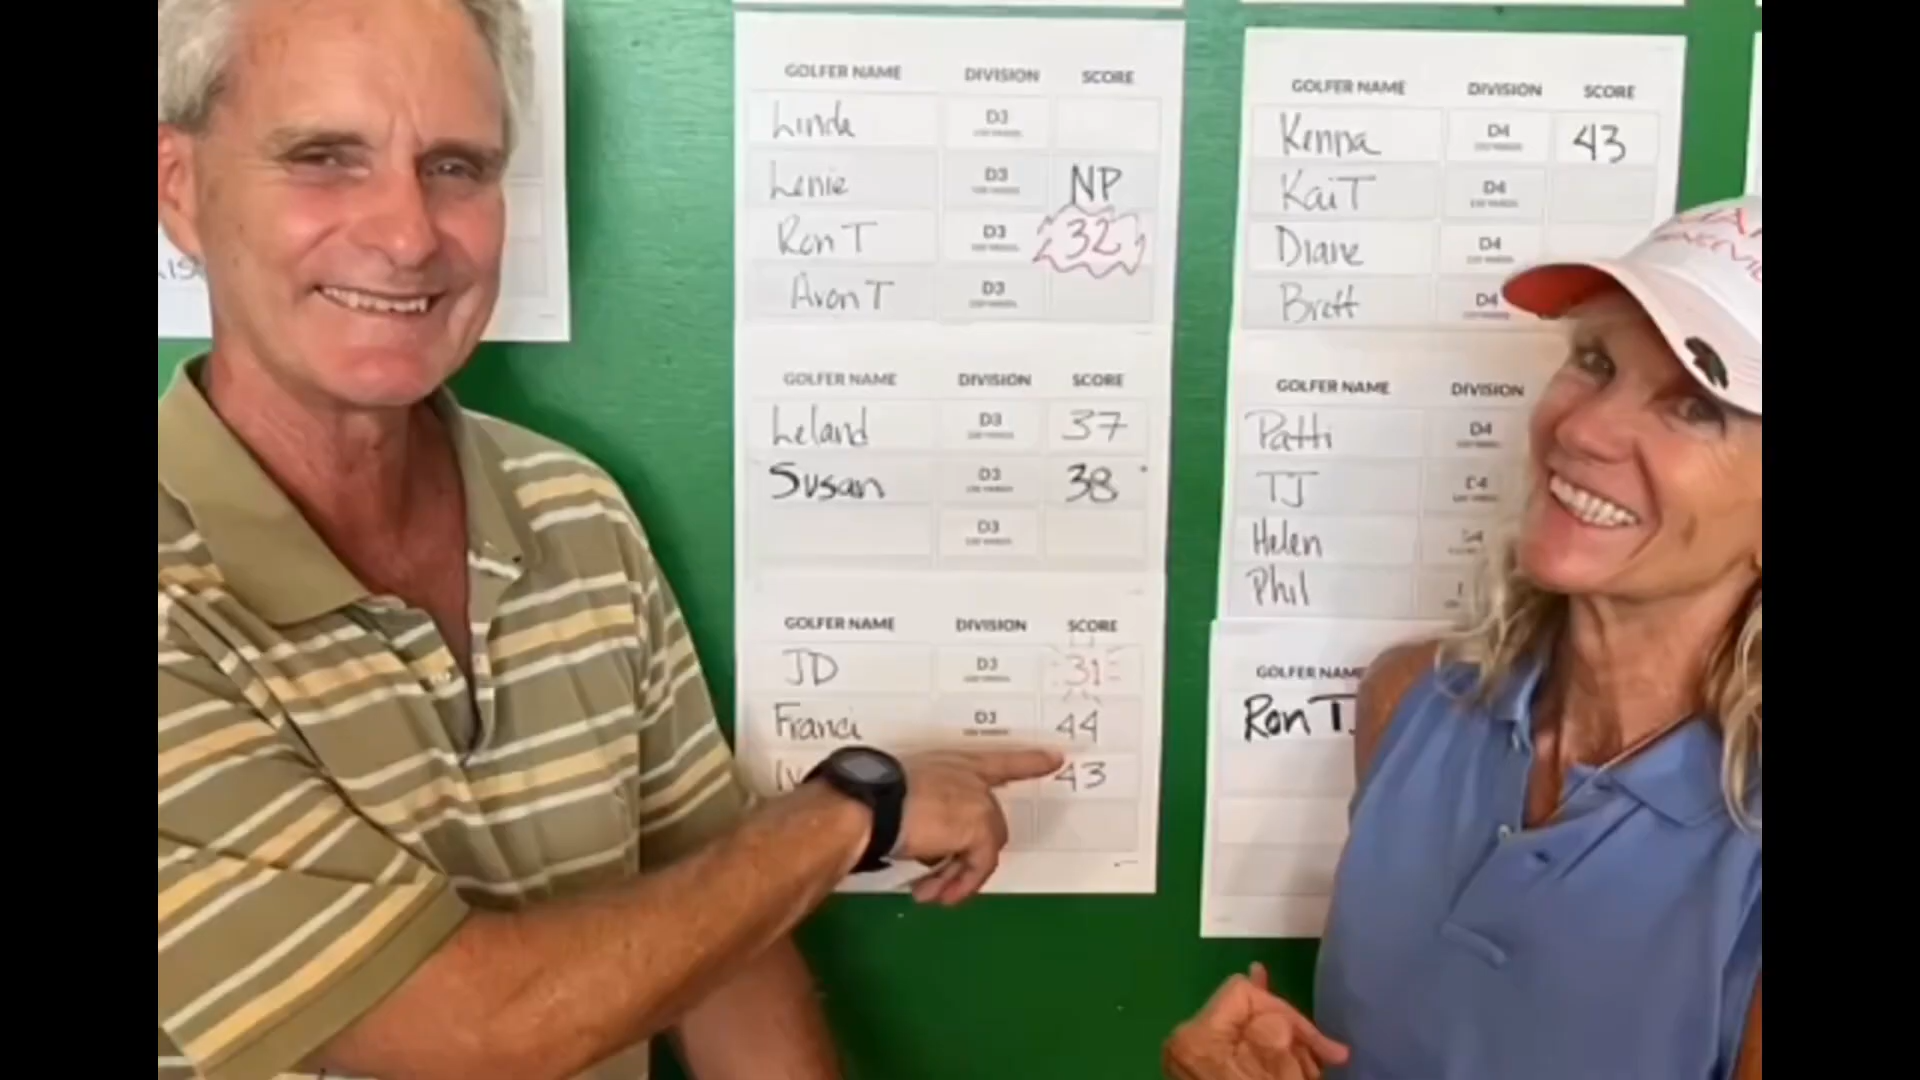 GOLFER NAME DIVISION SCORE
Linda D3
Lenie D3 NP
Ron T D3 32
Aron T D3
GOLFER NAME DIVISION SCORE
Leland D3 37
Susan D3 38
D3
GOLFER NAME DIVISION SCORE
JD D3 31
Franci D3 44
43
GOLFER NAME DIVISION SCORE
Kenna D4 43
Kai T D4
Diane D4
Brett D4
GOLFER NAME DIVISION
Patti D4
TJ D4
Helen D4
Phil
GOLFER NAME
Ron T.